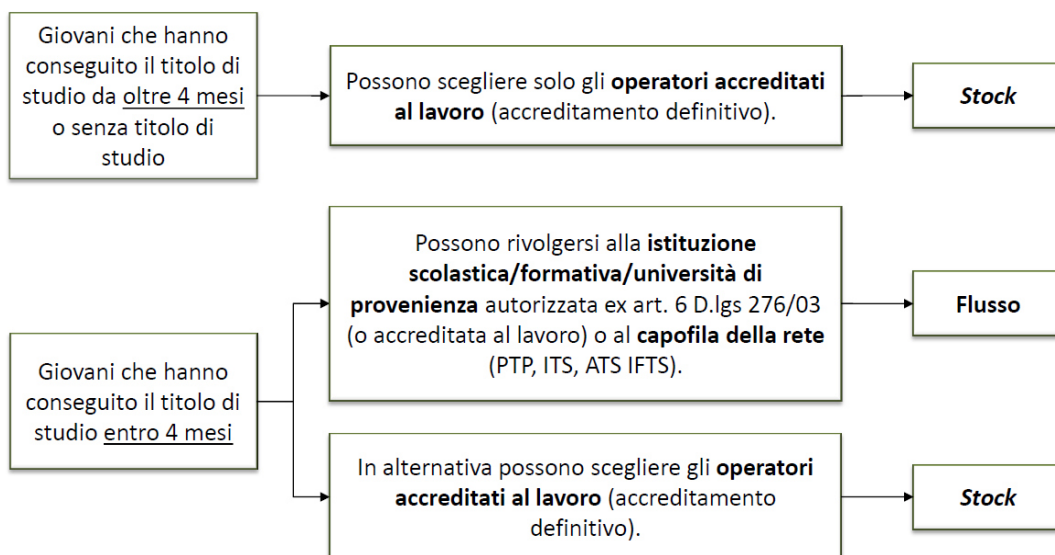 Giovani che hanno
conseguito il titolo di
studio da oltre 4 mesi
o senza titolo di
studio
Possono scegliere solo gli operatori accreditati
al lavoro (accreditamento definitivo).
Stock
Giovani che hanno
conseguito il titolo di
studio entro 4 mesi
Possono rivolgersi alla istituzione
scolastica/formativa/università di
provenienza autorizzata ex art. 6 D.lgs 276/03
(o accreditata al lavoro) o al capofila della rete
(PTP, ITS, ATS IFTS).
Flusso
In alternativa possono scegliere gli operatori
accreditati al lavoro (accreditamento
definitivo).
Stock